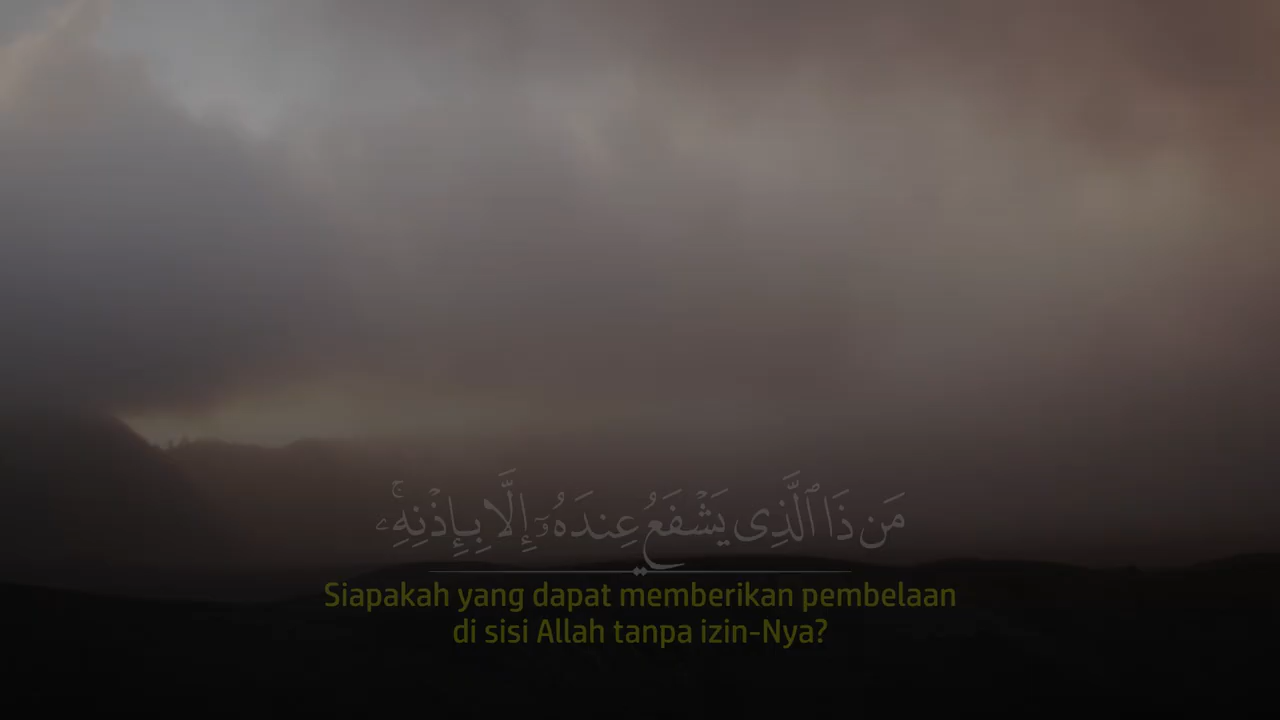 مَن ذَا ٱلَّذِى يَشْفَعُ عِندَهُۥٓ إِلَّا بِإِذْنِهِۦ ۚ
Siapakah yang dapat memberikan pembelaan
di sisi Allah tanpa izin-Nya?